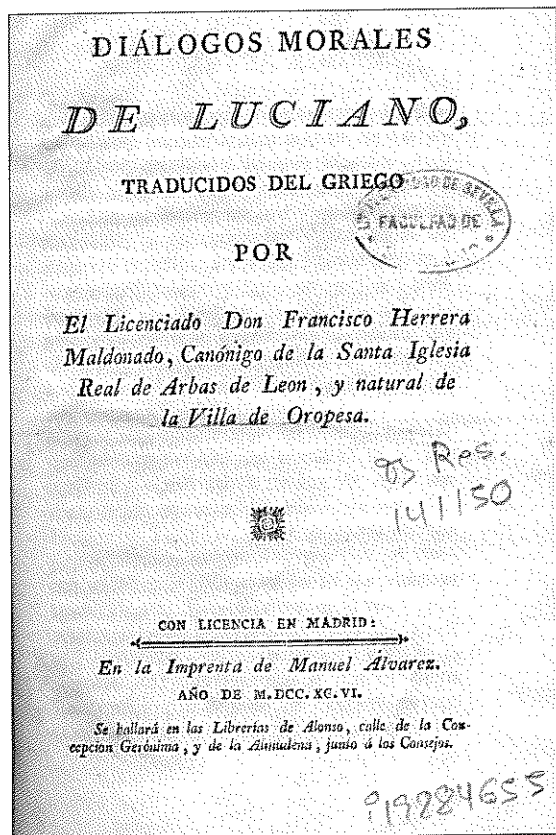 DIÁLOGOS MORALES
DE LUCIANO,
TRADUCIDOS DEL GRIEGO
POR
El Licenciado Don Francisco Herrera
Maldonado, Canónigo de la Santa Iglesia
Real de Arbas de Leon, y natural de
la Villa de Oropesa.
FACULTAD DE
Res.
141150
CON LICENCIA EN MADRID:
En la Imprenta de Manuel Álvarez.
AÑO DE M.DCC.XC.VI.
Se hallará en las Librerías de Alonso, calle de la Con-
cepcion Gerónima, y de la Almudena, junto á los Consejos.
19284655